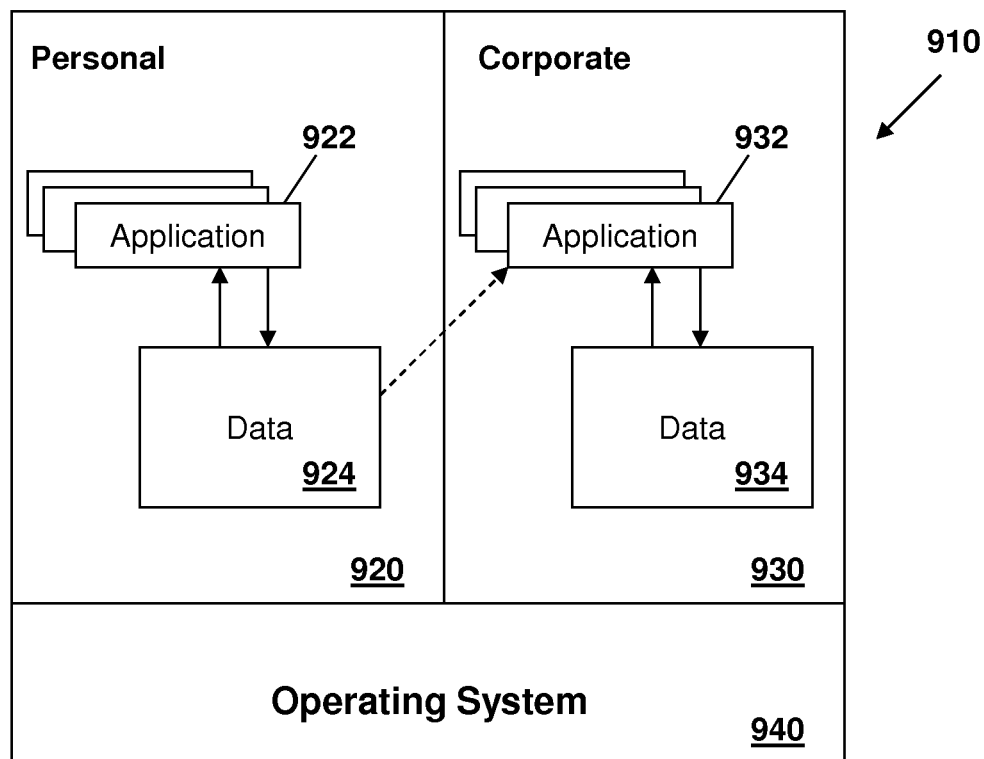 Personal
Corporate
910
922
932
Application
Application
Data
924
Data
934
920
930
Operating System
940